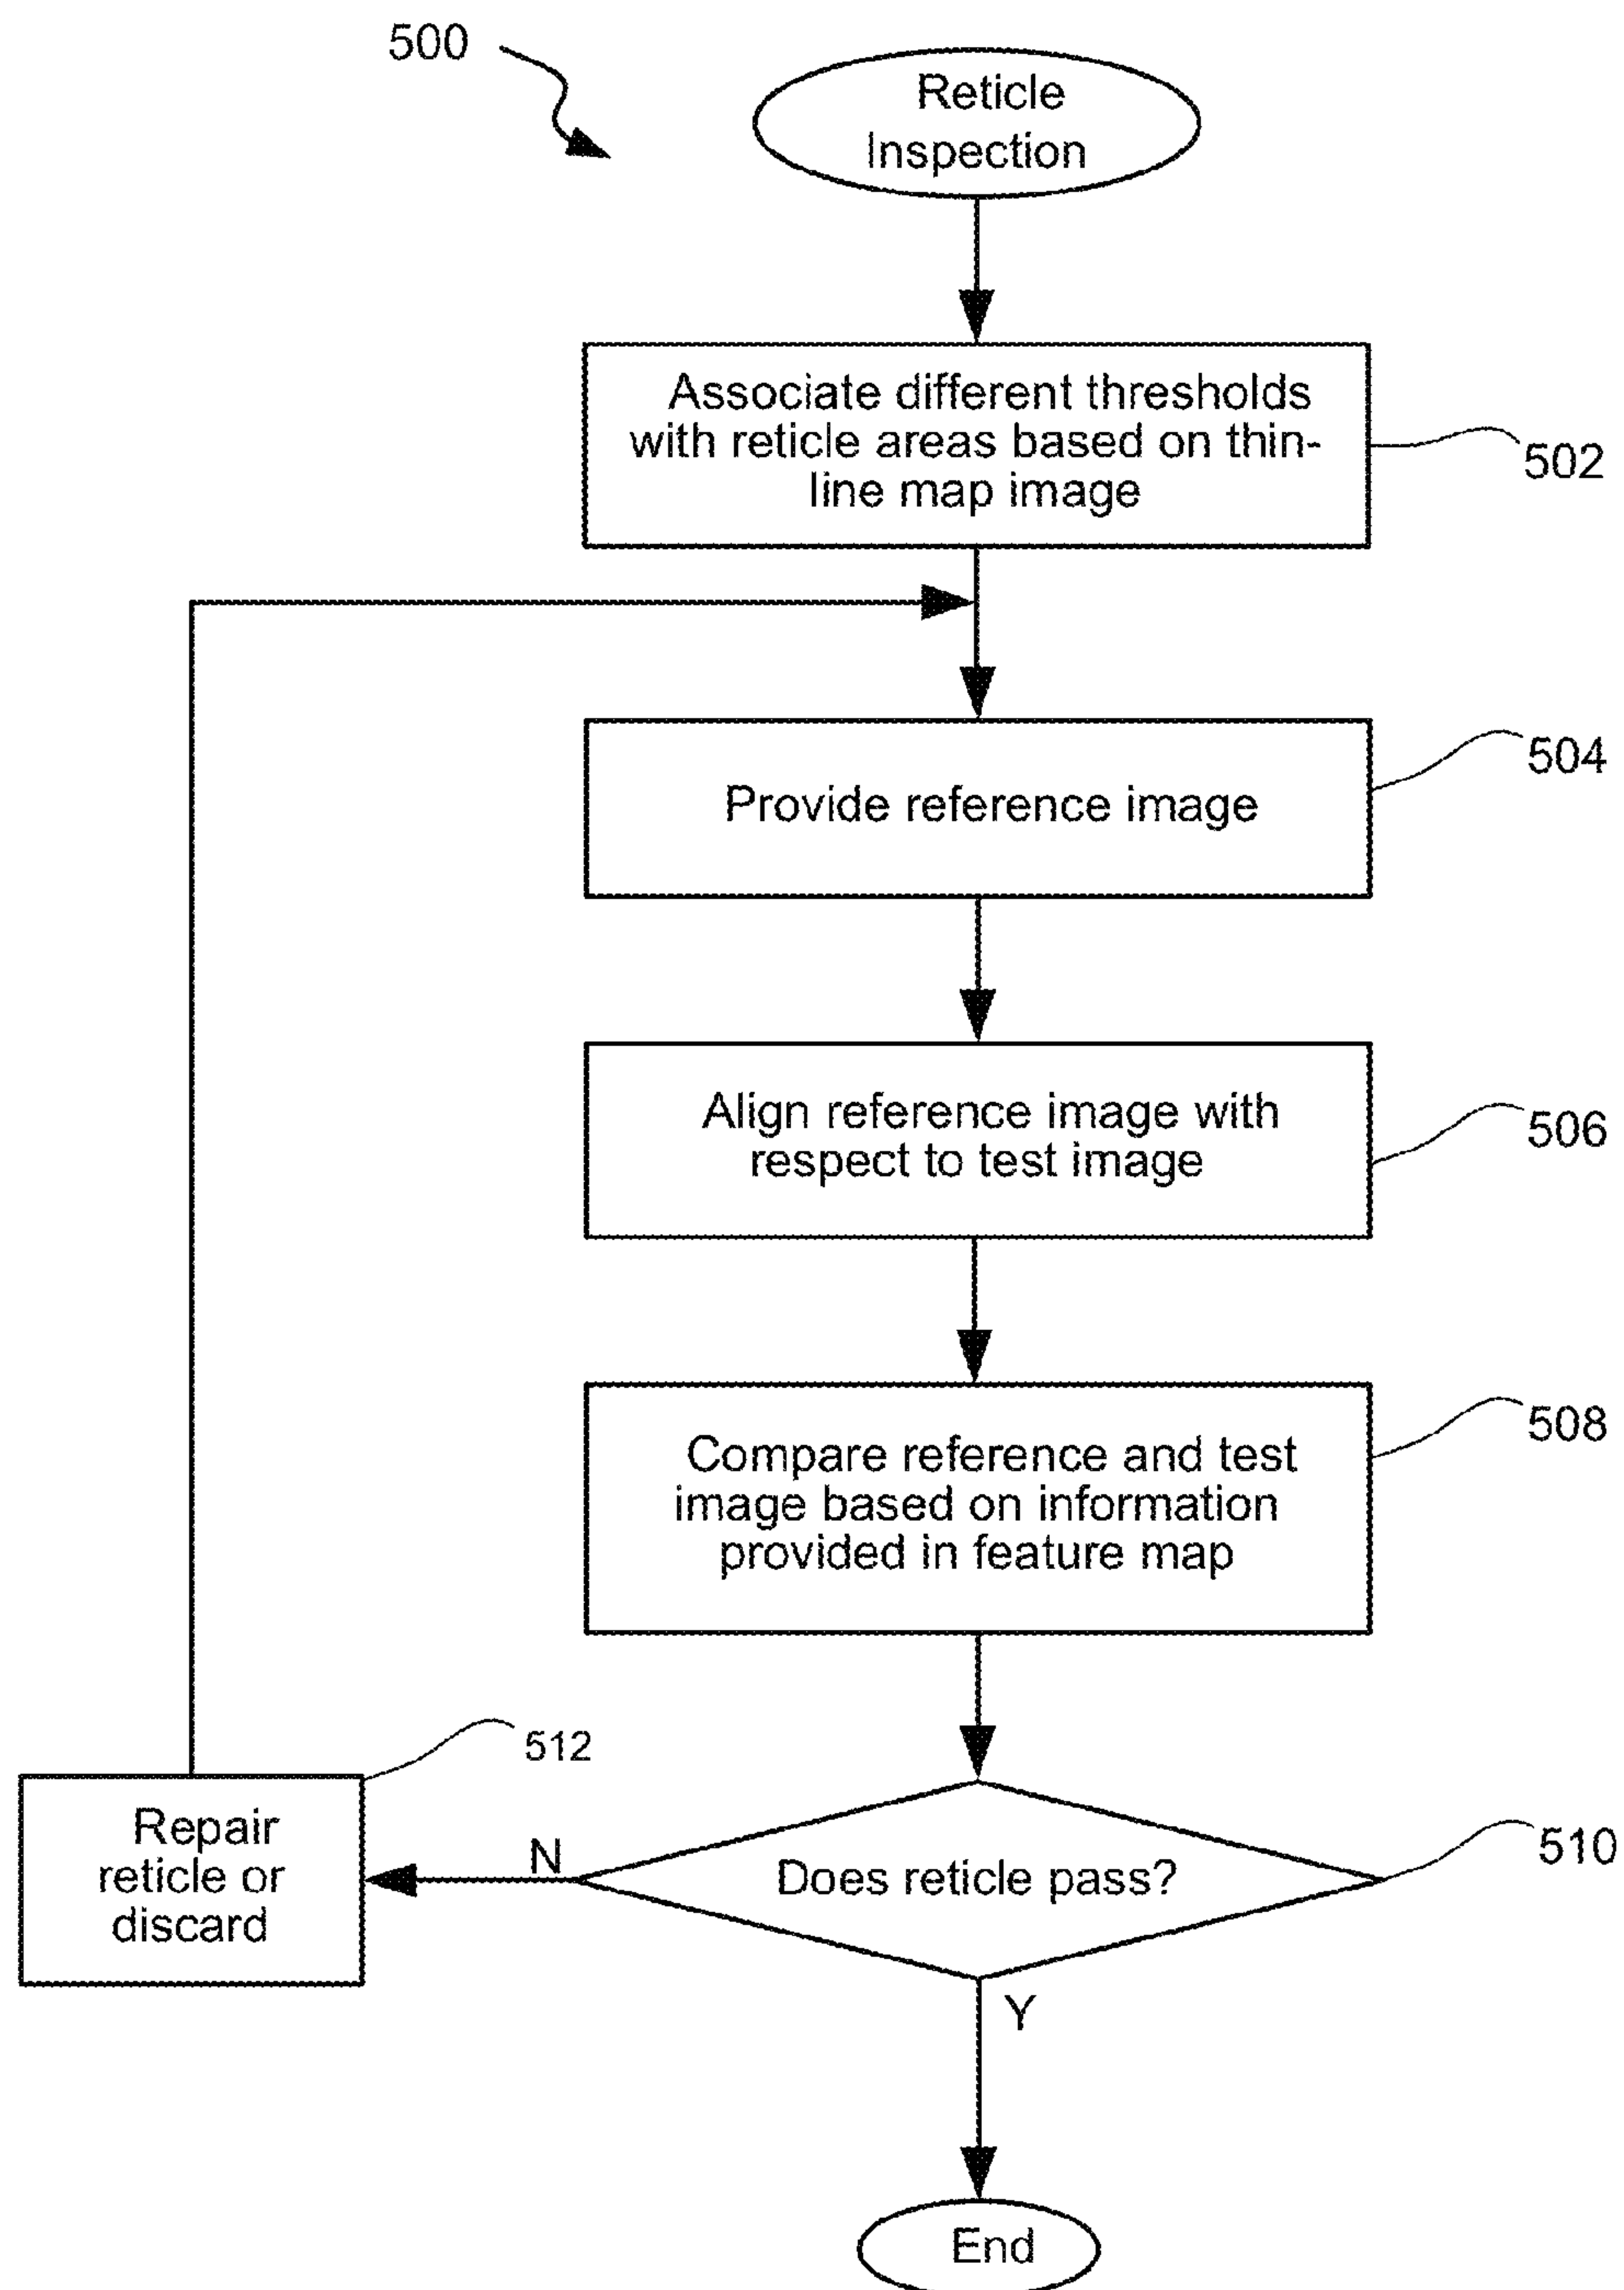 500
Reticle
Inspection
Associate different thresholds
with reticle areas based on thin-
line map image
502
Provide reference image
504
Align reference image with
respect to test image
506
Compare reference and test
image based on information
provided in feature map
508
512
Repair
reticle or
discard
N
Does reticle pass?
510
Y
End